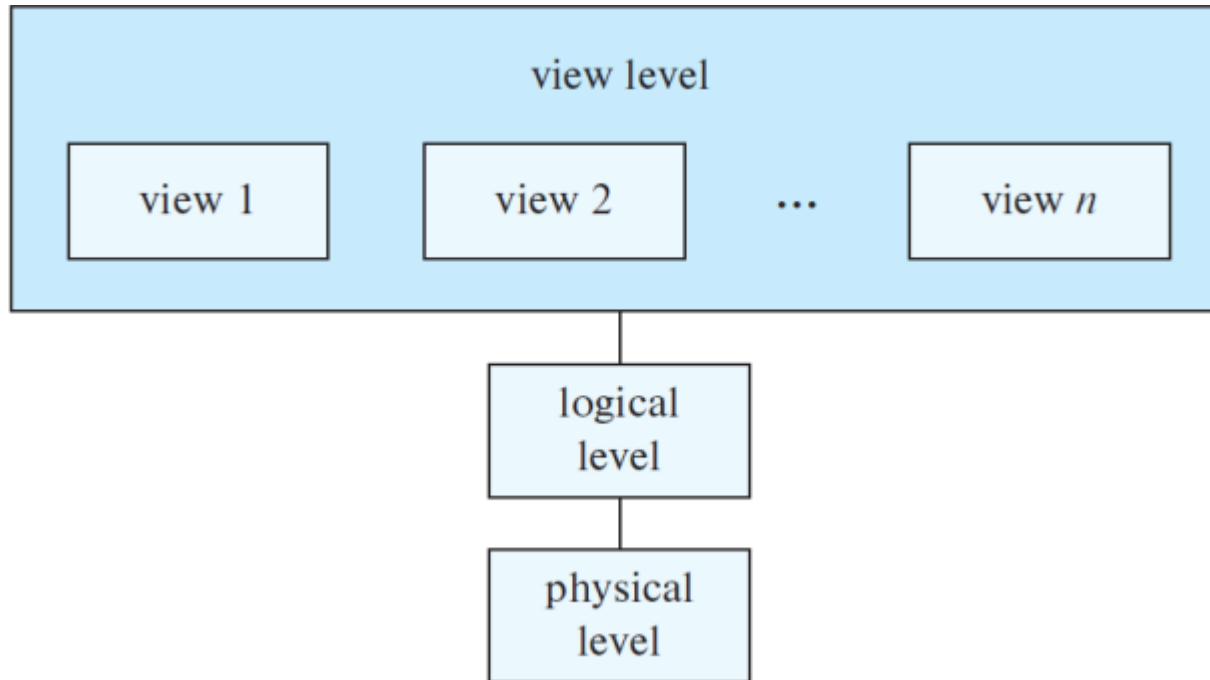 view level
view 1
view 2
...
view n
logical
level
physical
level